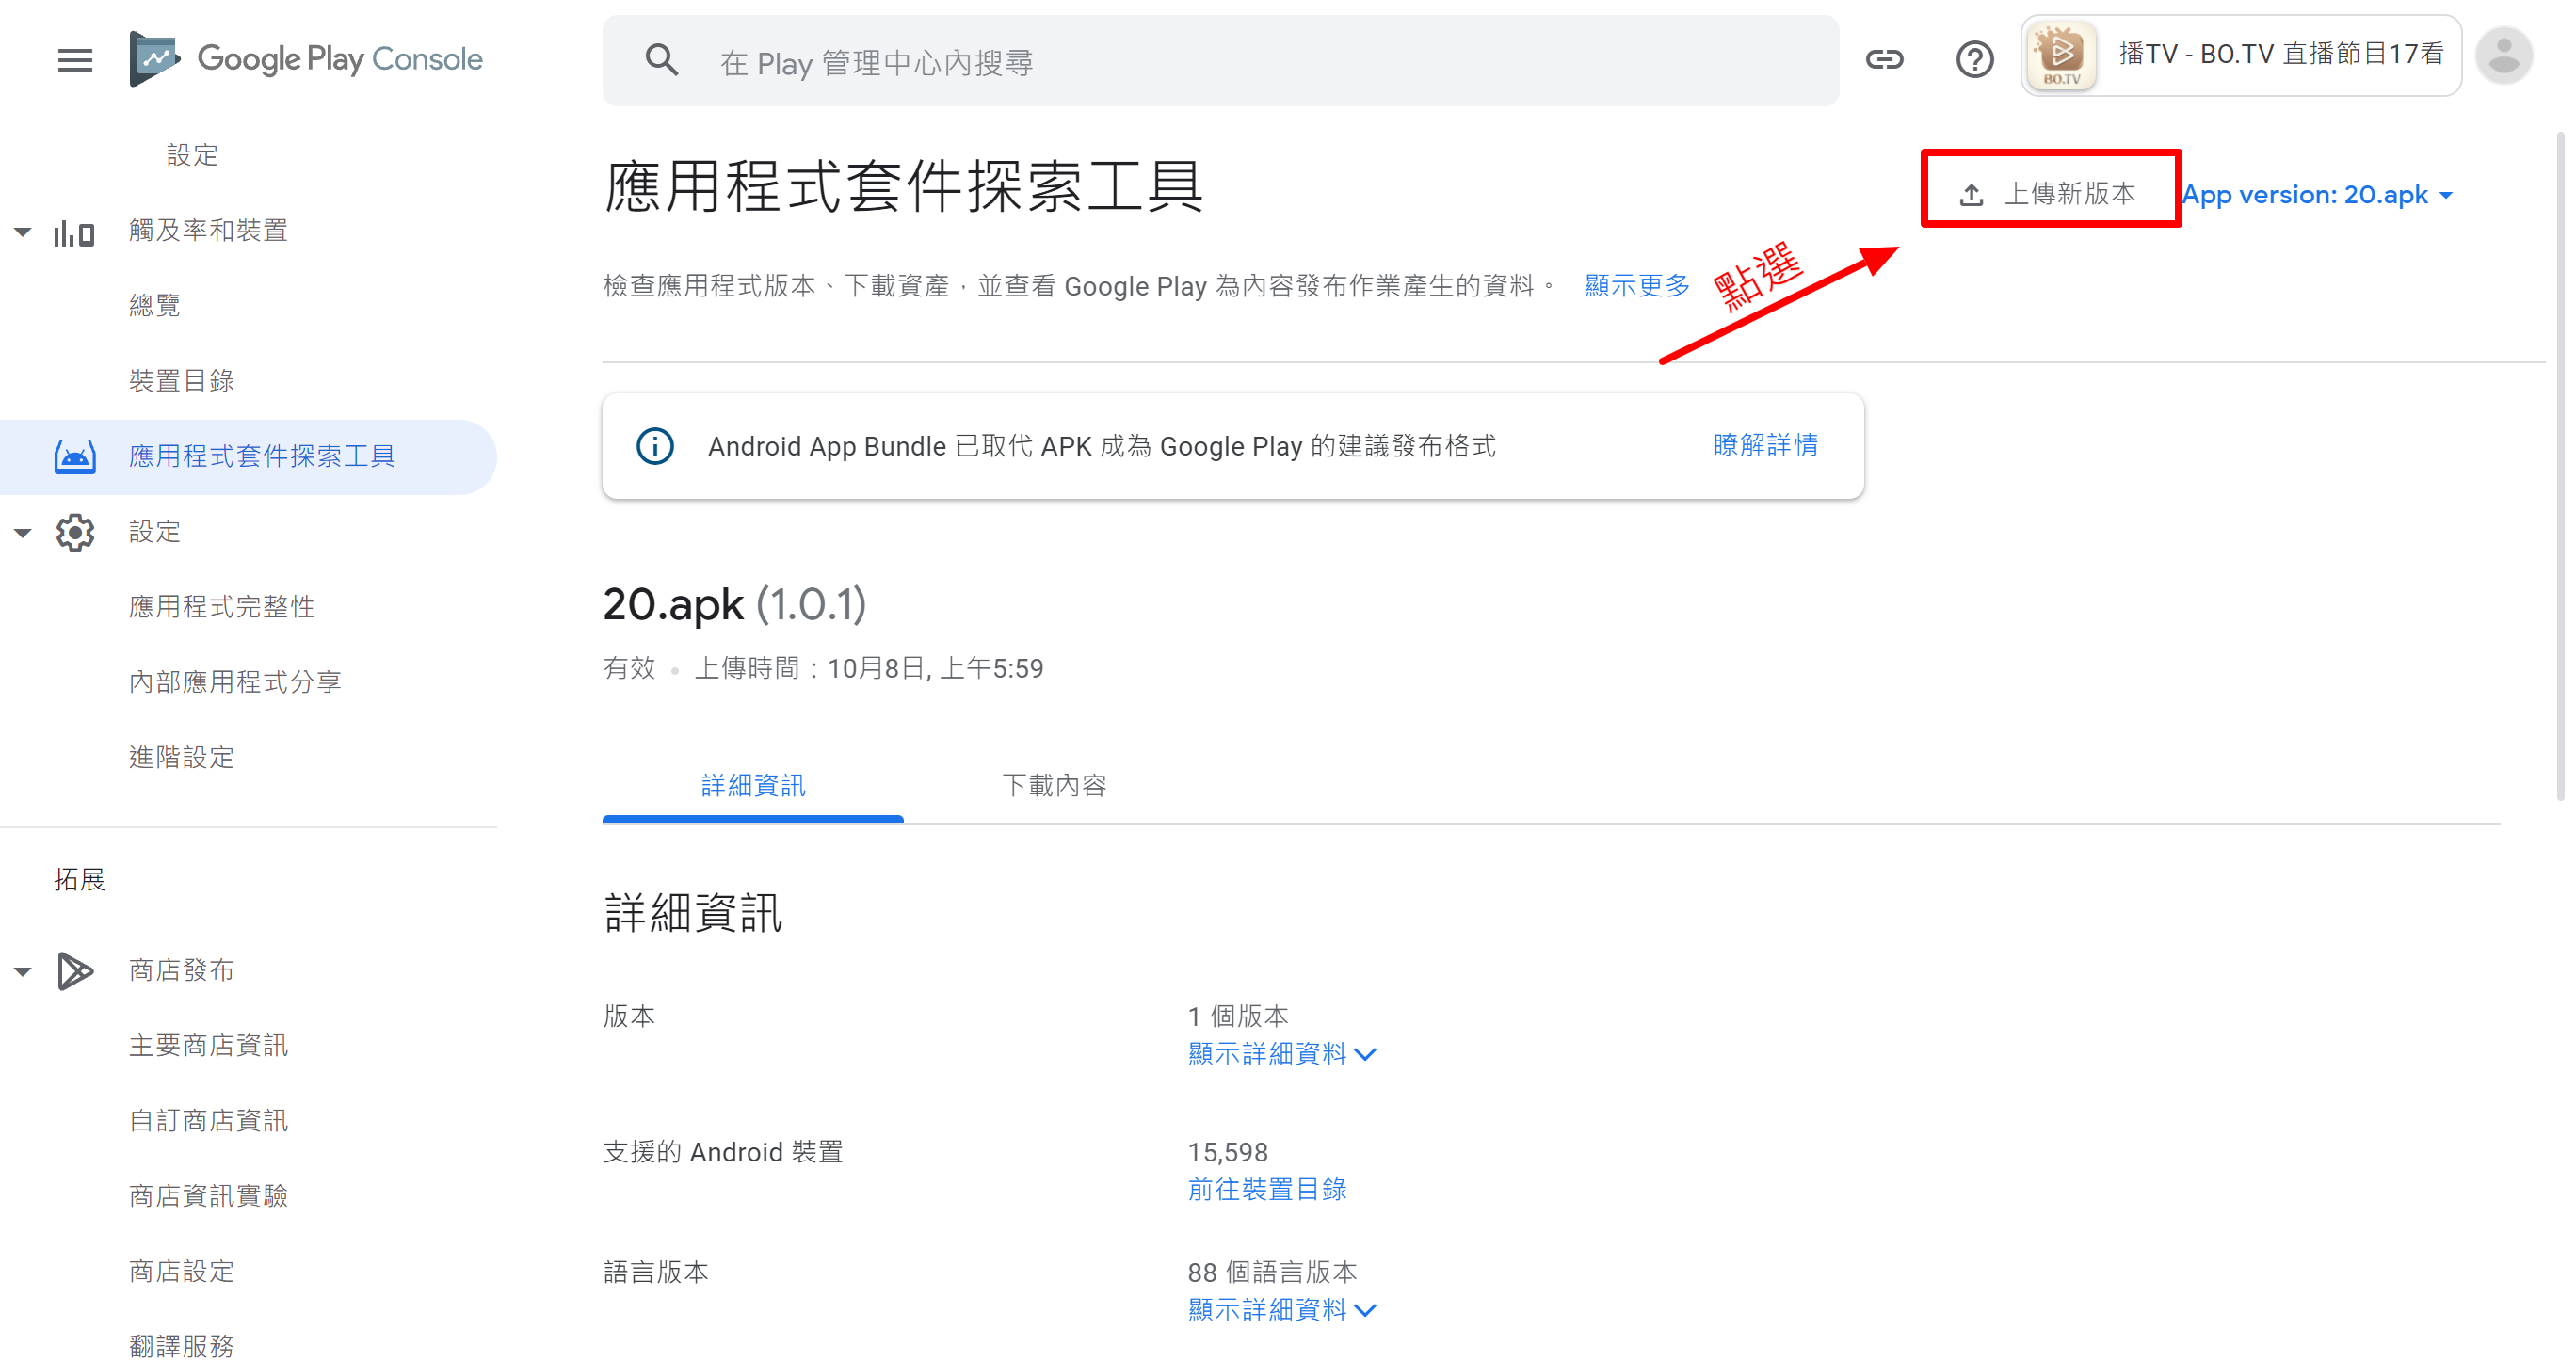 Google Play Console
在 Play 管理中心內搜尋
BO.TV
播TV - BO.TV 直播節目17看
設定
觸及率和裝置
總覽
裝置目錄
應用程式套件探索工具
設定
應用程式完整性
內部應用程式分享
進階設定
拓展
商店發布
主要商店資訊
自訂商店資訊
商店資訊實驗
商店設定
翻譯服務
應用程式套件探索工具
上傳新版本
App version: 20.apk
檢查應用程式版本、下載資產，並查看 Google Play 為內容發布作業產生的資料。 顯示更多
點選
Android App Bundle 已取代 APK 成為 Google Play 的建議發布格式
瞭解詳情
20.apk (1.0.1)
有效 • 上傳時間：10月8日, 上午5:59
詳細資訊
下載內容
詳細資訊
版本
1 個版本
顯示詳細資料
支援的 Android 裝置
15,598
前往裝置目錄
語言版本
88 個語言版本
顯示詳細資料